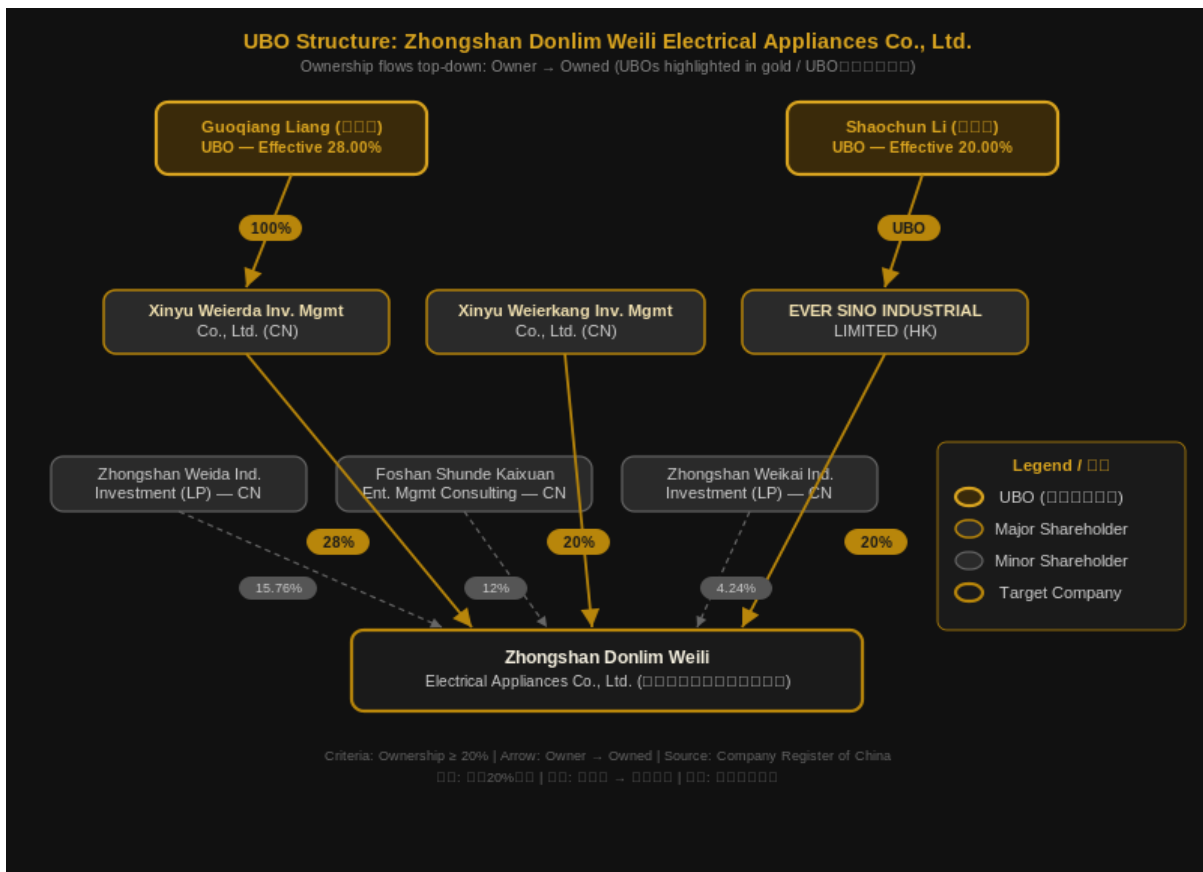 UBO Structure: Zhongshan Donlim Weili Electrical Appliances Co., Ltd.
Ownership flows top-down: Owner → Owned (UBOs highlighted in gold / UBO□□□□□□)
Guoqiang Liang (□□□)
UBO — Effective 28.00%
Shaochun Li (□□□)
UBO — Effective 20.00%
100%
UBO
Xinyu Weierda Inv. Mgmt
Co., Ltd. (CN)
Xinyu Weierkang Inv. Mgmt
Co., Ltd. (CN)
EVER SINO INDUSTRIAL
LIMITED (HK)
Zhongshan Weida Ind.
Investment (LP) — CN
Foshan Shunde Kaixuan
Ent. Mgmt Consulting — CN
Zhongshan Weikai Ind.
Investment (LP) — CN
Legend / □□
UBO (□□□□□□)
Major Shareholder
Minor Shareholder
Target Company
28%
20%
20%
15.76%
12%
4.24%
Zhongshan Donlim Weili
Electrical Appliances Co., Ltd. (□□□□□□□□□□□□)
Criteria: Ownership ≥ 20% | Arrow: Owner → Owned | Source: Company Register of China
□□: □□20%□□ | □□: □□□ → □□□□ | □□: □□□□□□